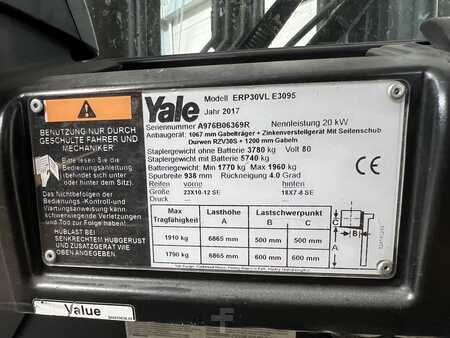 Yale
Modell ERP30VL E3095
Jahr 2017
Seriennummer A976B06369R Nennleistung 20 kW
Anbaugerät: 1067 mm Gabelträger + Zinkenverstellgerät Mit Seitenschub
Durwen RZV30S + 1200 mm Gabeln
Staplergewicht ohne Batterie 3780 kg Volt 80
Staplergewicht mit Batterie 5740 kg
Batteriegewicht Min 1770 kg Max 1960 kg
Spurbreite 938 mm Rückneigung 4.0 Grad
Vorne Hinten
Größe 23X10-12 SE 18X7-8 SE
Druck
Max Tragfähigkeit Lasthöhe A Lastschwerpunkt B C
1910 kg 6865 mm 500 mm 500 mm
1790 kg 6865 mm 600 mm 600 mm
BENUTZUNG NUR DURCH
GESCHULTE FAHRER UND
MECHANIKER
Bitte lesen Sie die
Bedienungsanleitung
(befindet sich unter
oder hinter dem Sitz).
Das Nichtbefolgen der
Bedienungs-,Kontroll-und
Wartungsanweisung kann
schwerwiegende Verletzungen
und Tod zur Folge haben!
HUBLAST BEI
SENKRECHTEM HUBGERUST
UND ZUSATZGERÄT WIE
OBEN ANGEGEBEN.
CE
A
B
C
Value